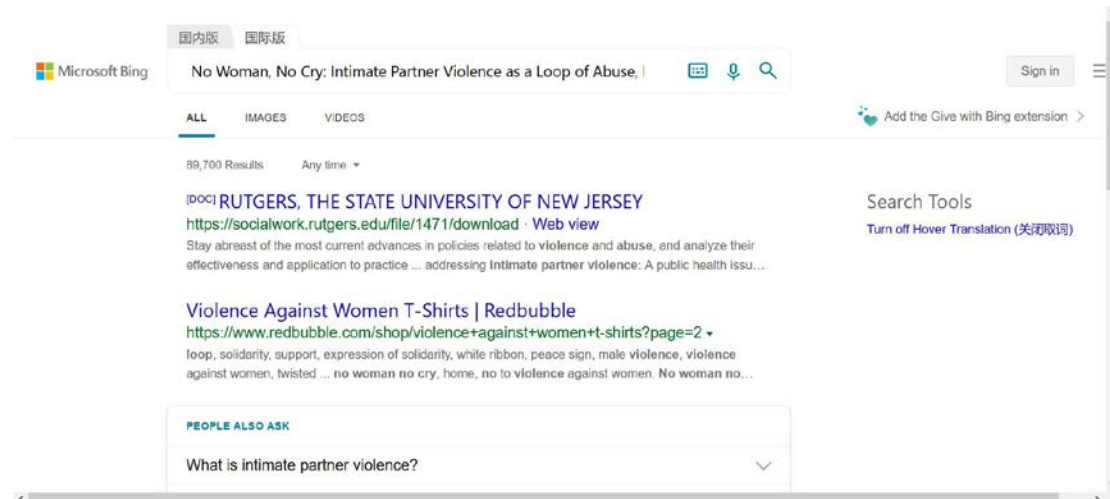 国内版 国际版
Microsoft Bing
No Woman, No Cry: Intimate Partner Violence as a Loop of Abuse,
Sign in
ALL IMAGES VIDEOS
Add the Give with Bing extension
89,700 Results Any time
[DOC] RUTGERS, THE STATE UNIVERSITY OF NEW JERSEY
https://socialwork.rutgers.edu/file/1471/download · Web view
Stay abreast of the most current advances in policies related to violence and abuse, and analyze their
effectiveness and application to practice ... addressing Intimate partner violence: A public health issu...
Search Tools
Turn off Hover Translation (关闭取词)
Violence Against Women T-Shirts | Redbubble
https://www.redbubble.com/shop/violence+against+women+t-shirts?page=2
loop, solidarity, support, expression of solidarity, white ribbon, peace sign, male violence, violence
against women, twisted ... no woman no cry, home, no to violence against women. No woman no...
PEOPLE ALSO ASK
What is intimate partner violence?